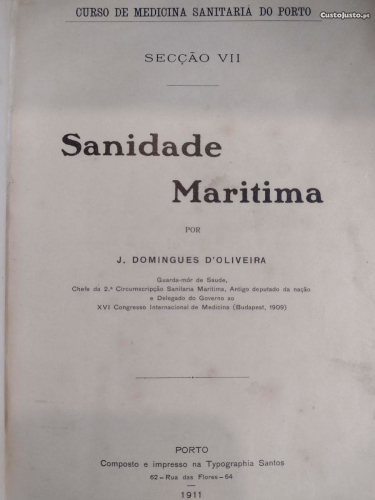 CustoJusto.pt
CURSO DE MEDICINA SANITARIA DO PORTO
SECÇÃO VII
Sanidade
Maritima
POR
J. DOMINGUES D'OLIVEIRA
Guarda-mór de Saude,
Chefe da 2.ª Circumscripção Sanitaria Maritima, Antigo deputado da nação
e Delegado do Governo ao
XVI Congresso Internacional de Medicina (Budapest, 1909)
PORTO
Composto e impresso na Typographia Santos
62—Rua das Flores—64
1911